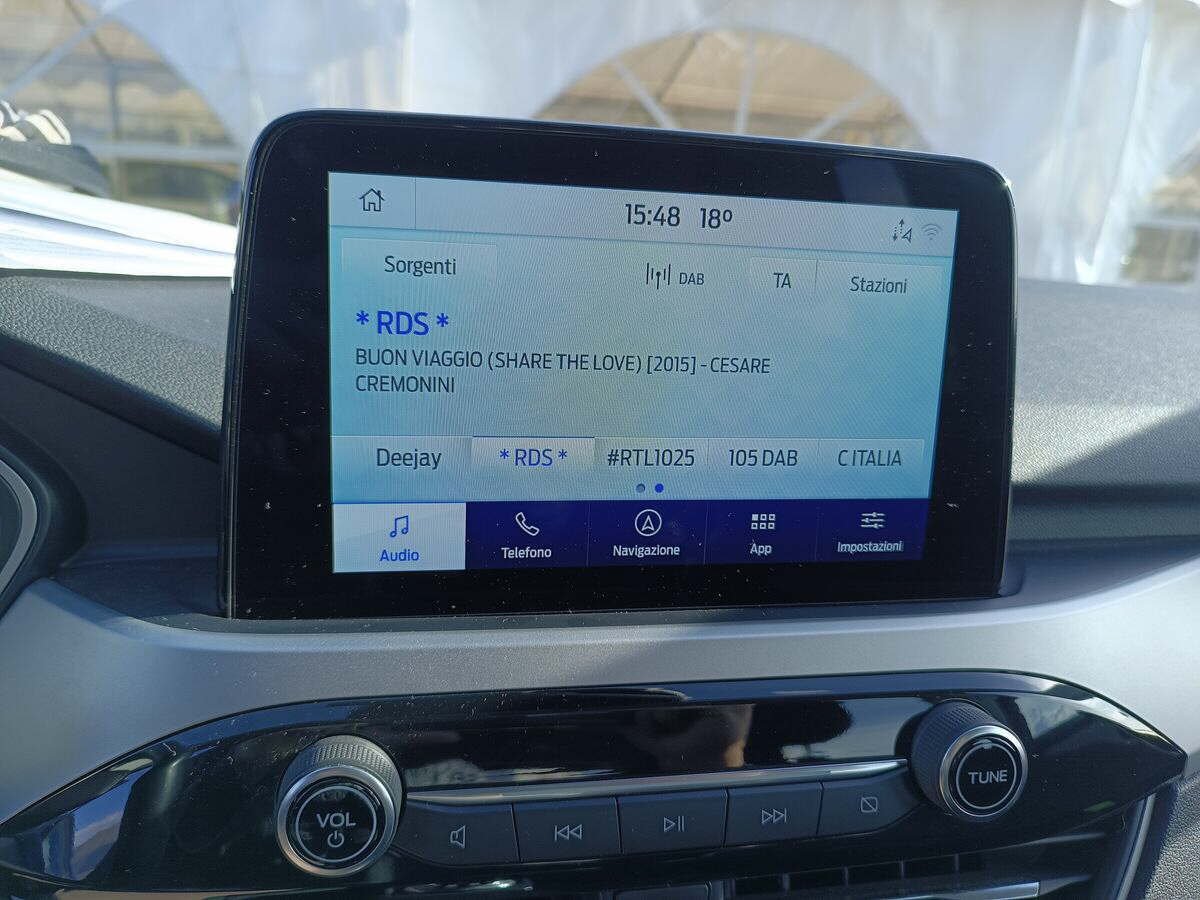 15:48 18º
Sorgenti DAB TA Stazioni
* RDS *
BUON VIAGGIO (SHARE THE LOVE) [2015] - CESARE
CREMONINI
Deejay * RDS * #RTL1025 105 DAB C ITALIA
Audio Telefono Navigazione App Impostazioni
VOL
TUNE